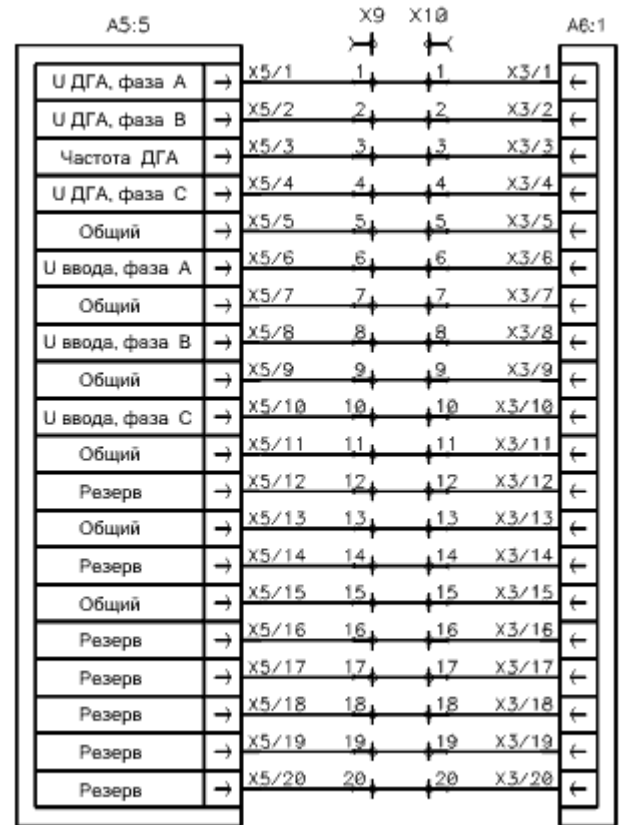 X9 X10
A5:5 A6:1
U ДГА, фаза A X5/1 1 1 X3/1
U ДГА, фаза B X5/2 2 2 X3/2
Частота ДГА X5/3 3 3 X3/3
U ДГА, фаза C X5/4 4 4 X3/4
Общий X5/5 5 5 X3/5
U ввода, фаза A X5/6 6 6 X3/6
Общий X5/7 7 7 X3/7
U ввода, фаза B X5/8 8 8 X3/8
Общий X5/9 9 9 X3/9
U ввода, фаза C X5/10 10 10 X3/10
Общий X5/11 11 11 X3/11
Резерв X5/12 12 12 X3/12
Общий X5/13 13 13 X3/13
Резерв X5/14 14 14 X3/14
Общий X5/15 15 15 X3/15
Резерв X5/16 16 16 X3/16
Резерв X5/17 17 17 X3/17
Резерв X5/18 18 18 X3/18
Резерв X5/19 19 19 X3/19
Резерв X5/20 20 20 X3/20